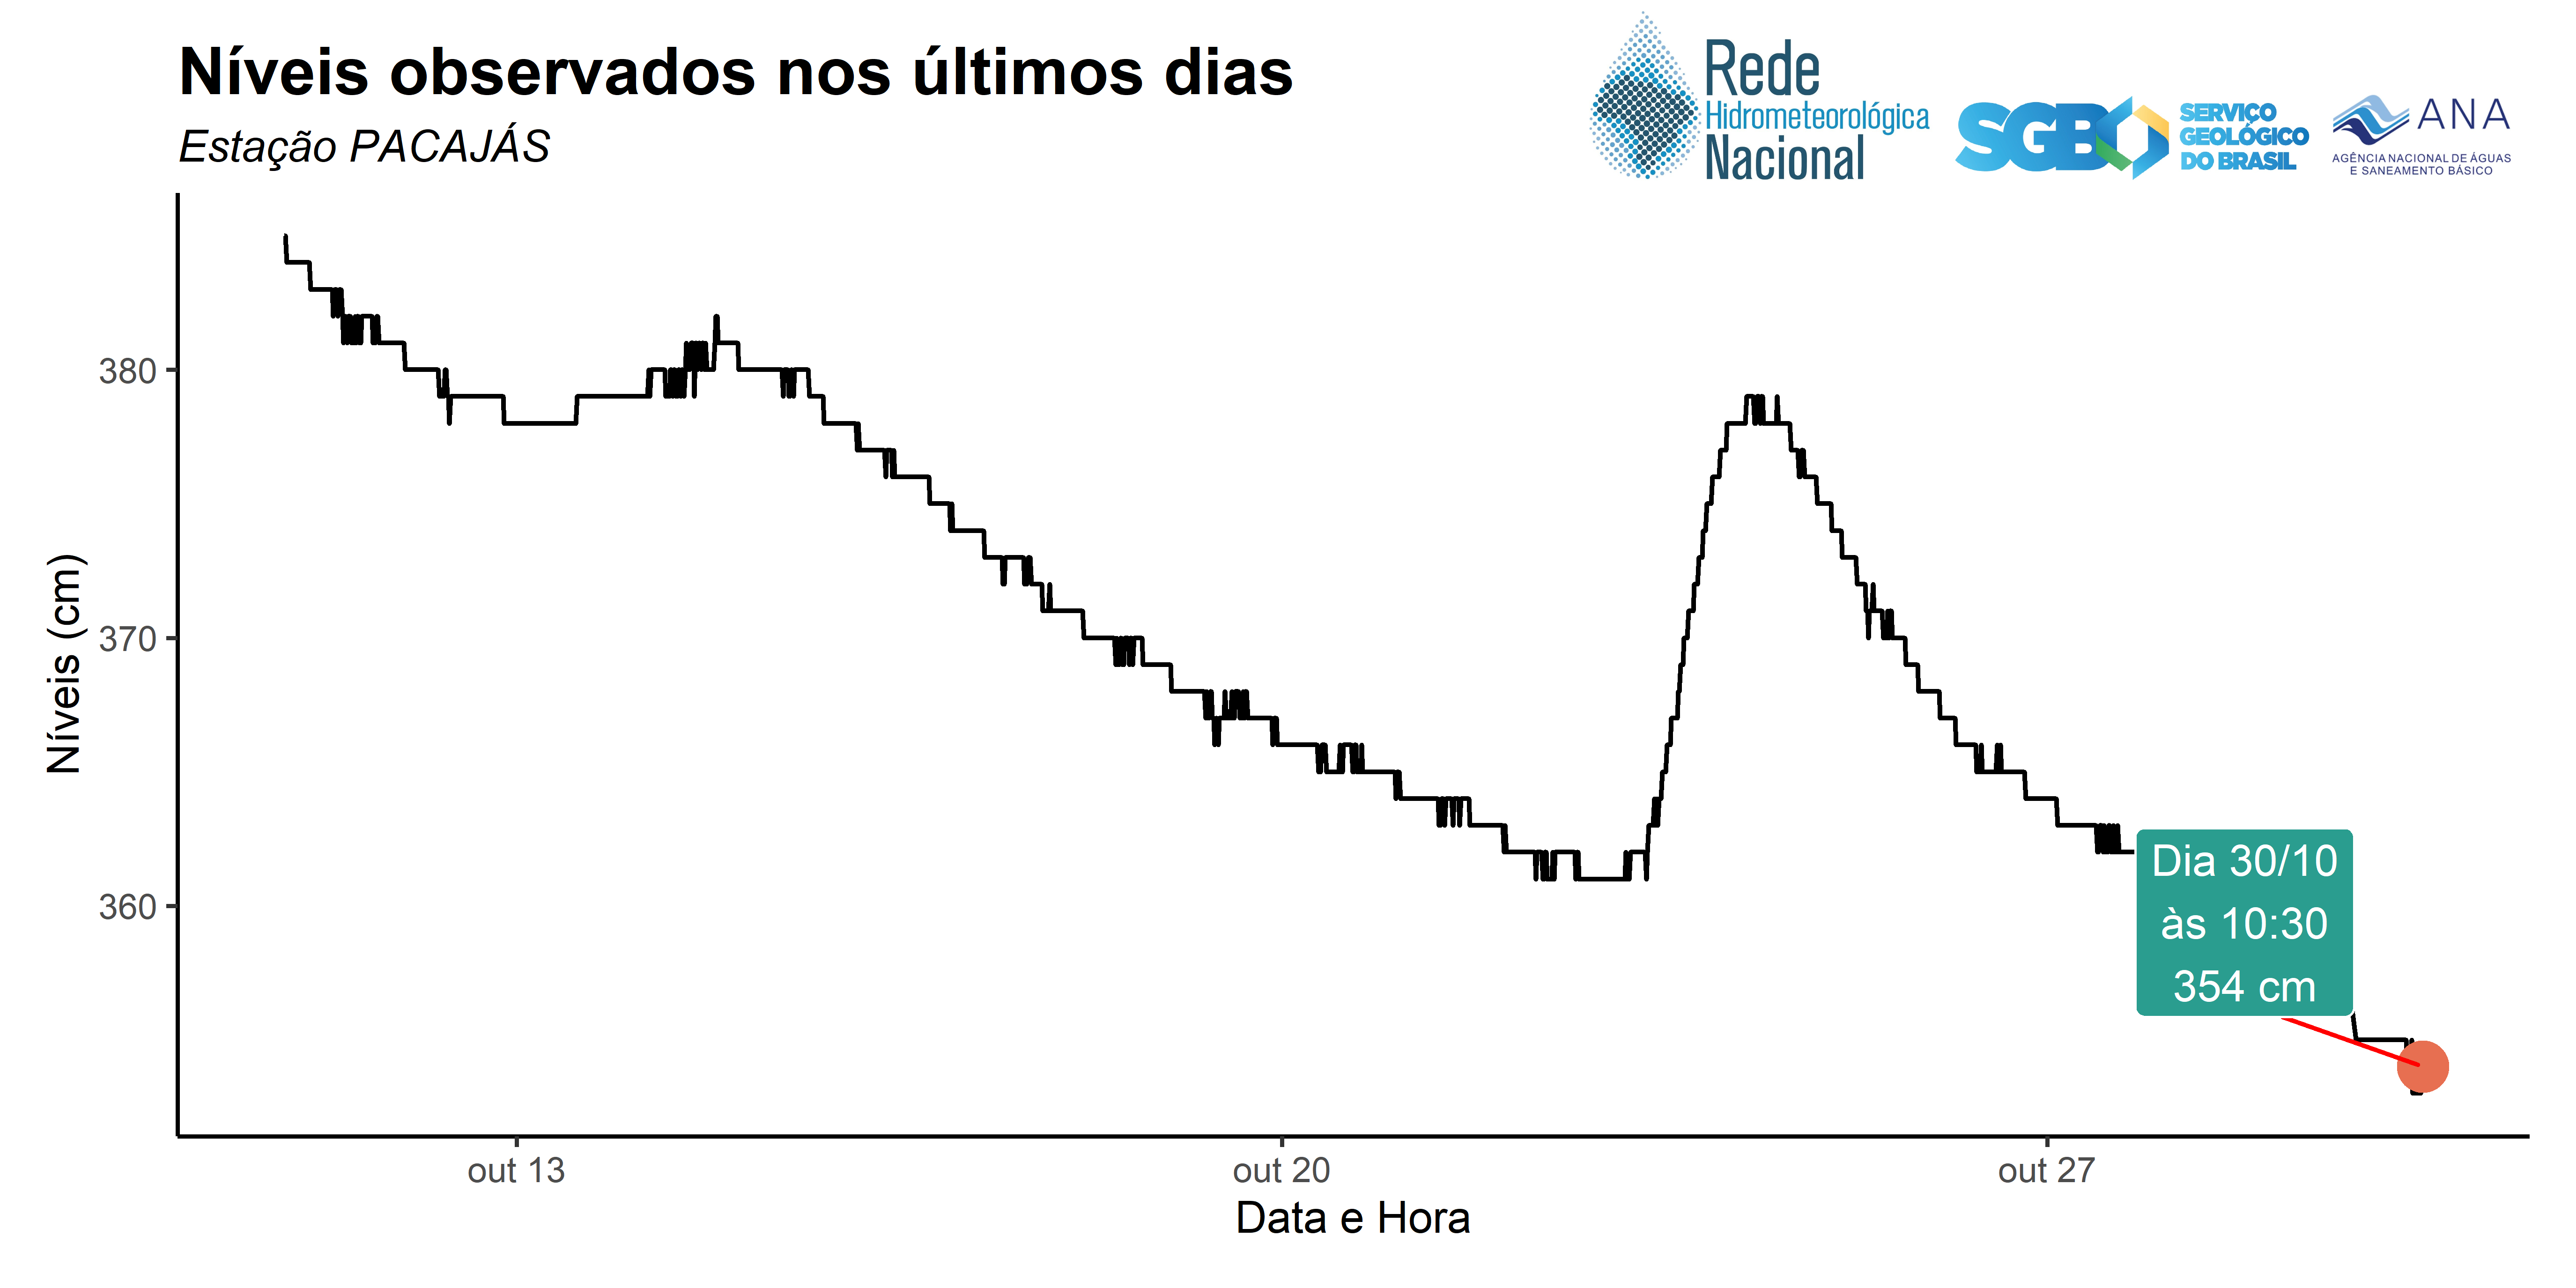 Níveis observados nos últimos dias
Estação PACAJÁS
Rede
Hidrometeorológica
Nacional
SGB
SERVIÇO
GEOLÓGICO
DO BRASIL
ANA
AGÊNCIA NACIONAL DE ÁGUAS
E SANEAMENTO BÁSICO
Níveis (cm)
380
370
360
Dia 30/10
às 10:30
354 cm
out 13
out 20
out 27
Data e Hora